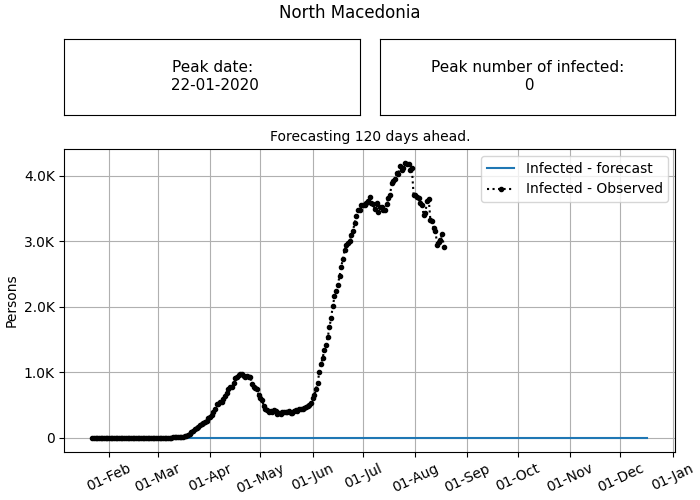 North Macedonia
Peak date:
22-01-2020
Peak number of infected:
0
Forecasting 120 days ahead.
Infected - forecast
Infected - Observed
Persons
4.0K
3.0K
2.0K
1.0K
0
01-Feb
01-Mar
01-Apr
01-May
01-Jun
01-Jul
01-Aug
01-Sep
01-Oct
01-Nov
01-Dec
01-Jan